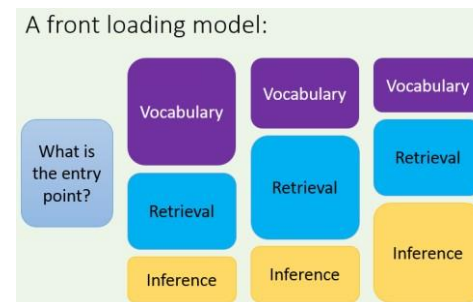 A front loading model:
What is
the entry
point?
Vocabulary
Retrieval
Inference
Vocabulary
Retrieval
Inference
Vocabulary
Retrieval
Inference